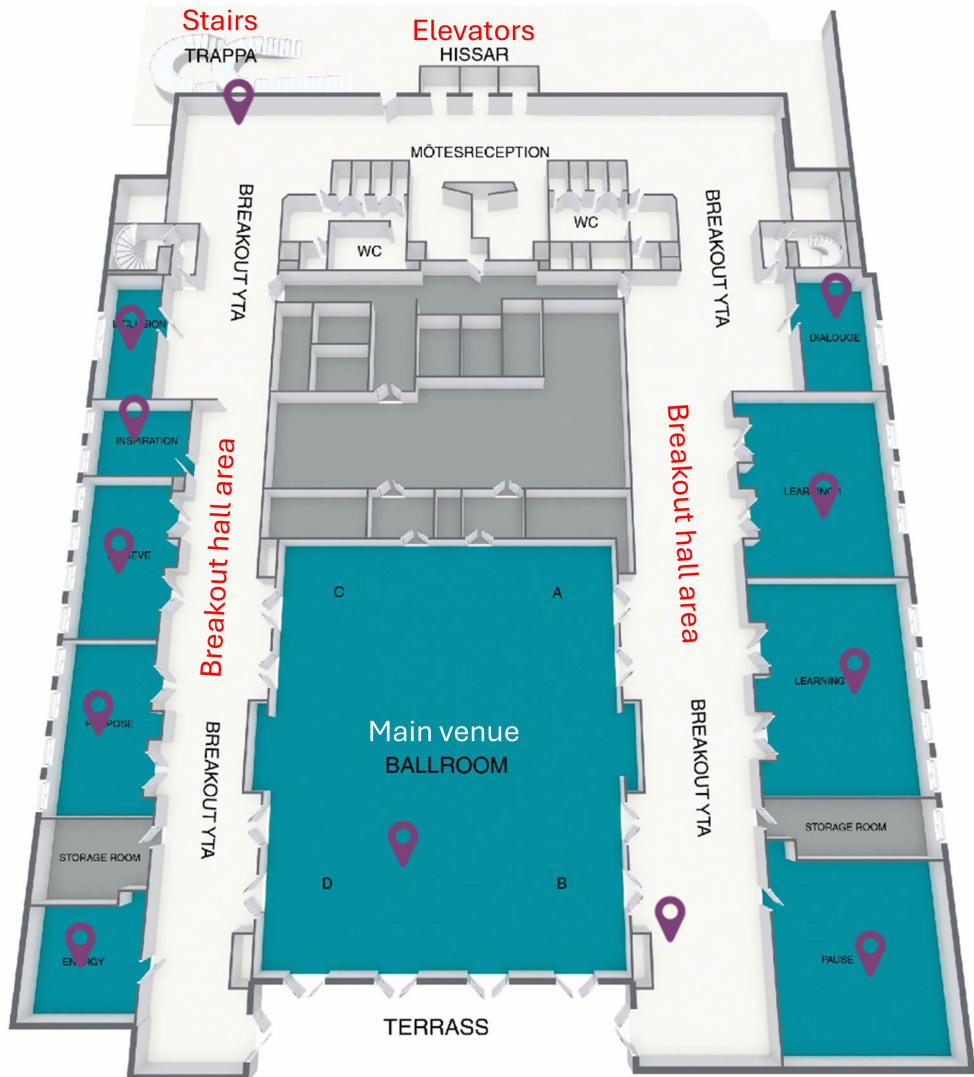 Stairs
TRAPPA
Elevators
HISSAR
MÖTESRECEPTION
BREAKOUT YTA
WC
WC
BREAKOUT YTA
DIALOUGE
INSPIRATION
Breakout hall area
Breakout hall area
LEARNING
C
A
Main venue
BALLROOM
BREAKOUT YTA
BREAKOUT YTA
STORAGE ROOM
STORAGE ROOM
D
B
PAUSE
TERRASS